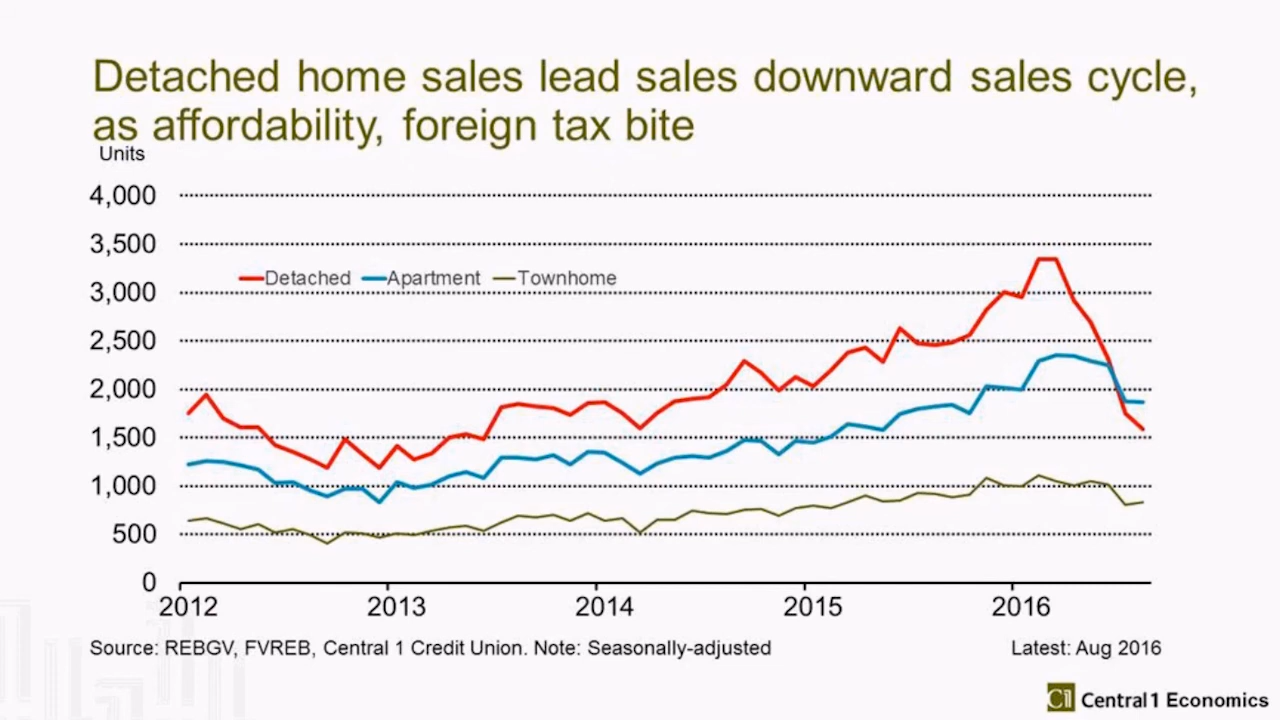 Detached home sales lead sales downward sales cycle,
as affordability, foreign tax bite
Units
4,000
3,500
Detached Apartment Townhome
3,000
2,500
2,000
1,500
1,000
500
0
2012 2013 2014 2015 2016
Source: REBGV, FVREB, Central 1 Credit Union. Note: Seasonally-adjusted Latest: Aug 2016
C1 Central 1 Economics